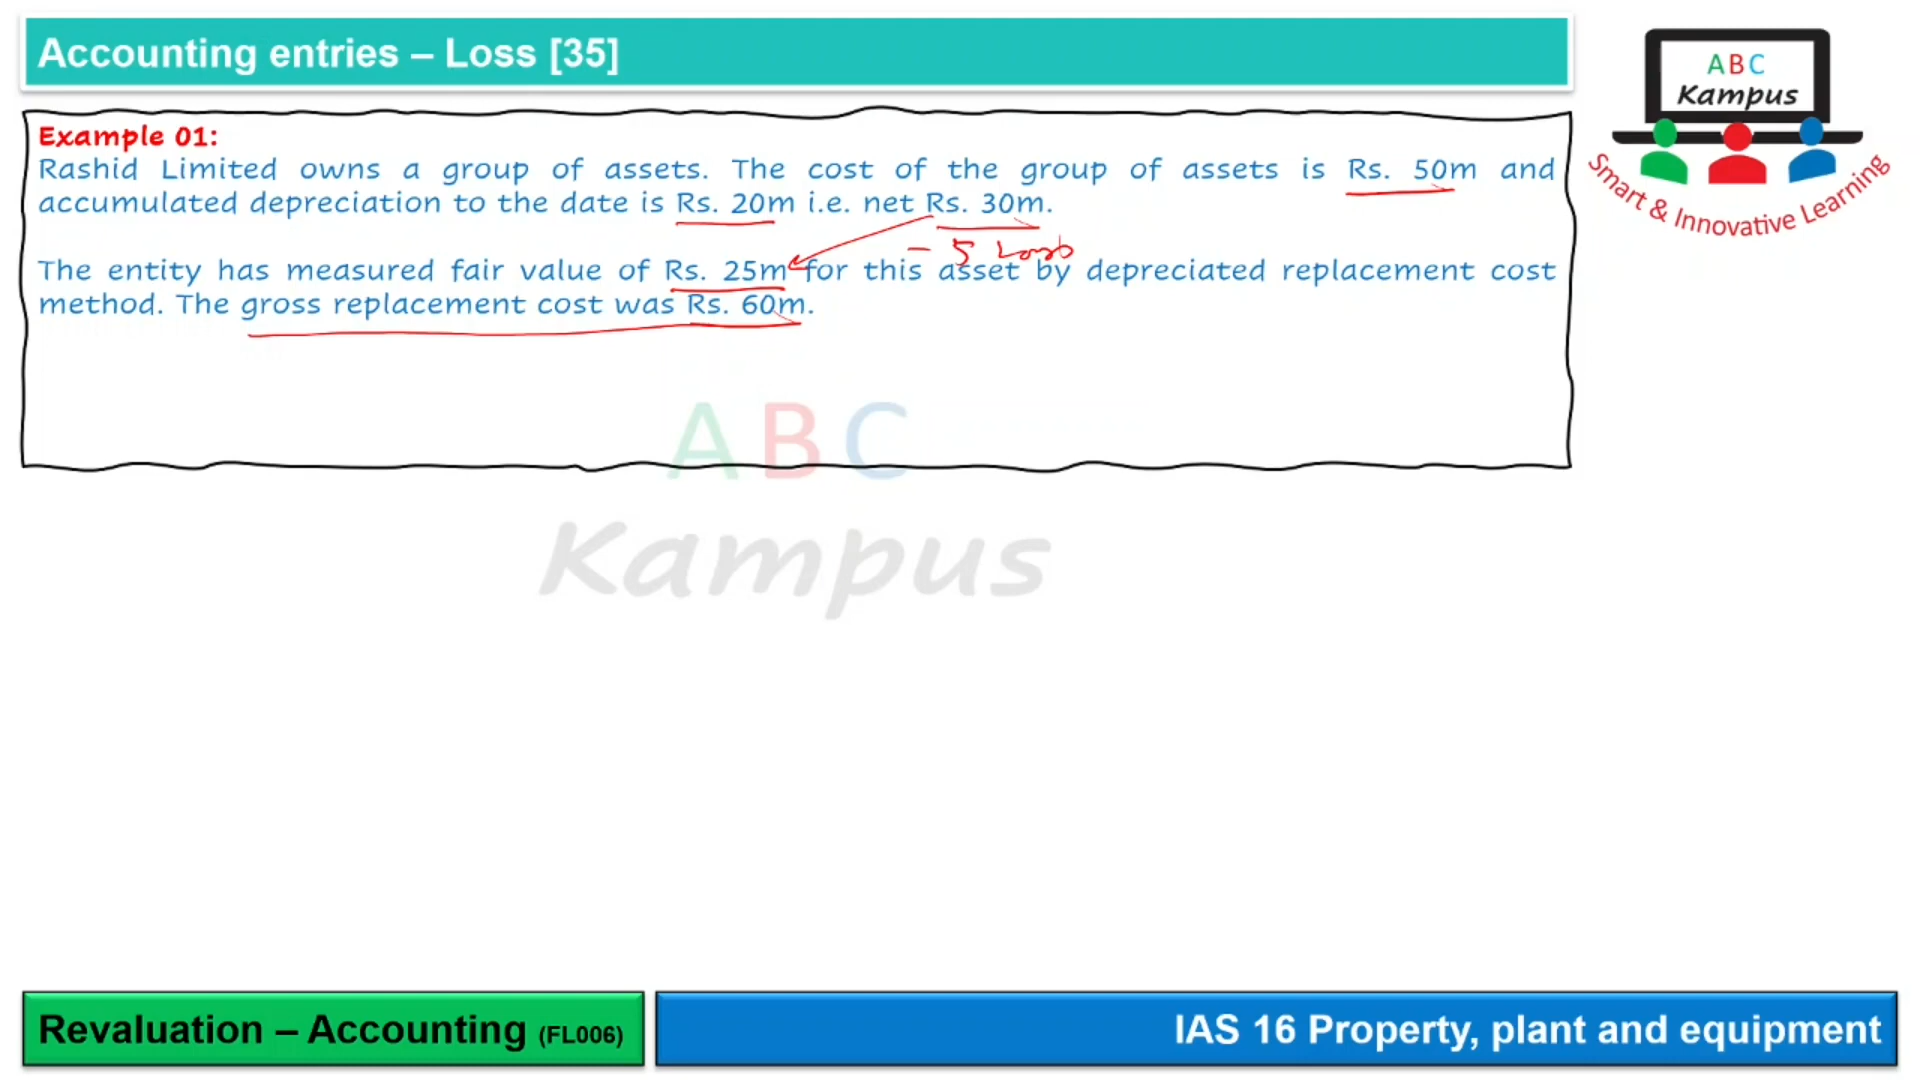 Accounting entries – Loss [35]
ABC
Kampus
Smart & Innovative Learning
Example 01:
Rashid Limited owns a group of assets. The cost of the group of assets is Rs. 50m and
accumulated depreciation to the date is Rs. 20m i.e. net Rs. 30m.
- 5 Loss
The entity has measured fair value of Rs. 25m for this asset by depreciated replacement cost
method. The gross replacement cost was Rs. 60m.
ABC
Kampus
Revaluation – Accounting (FL006)
IAS 16 Property, plant and equipment